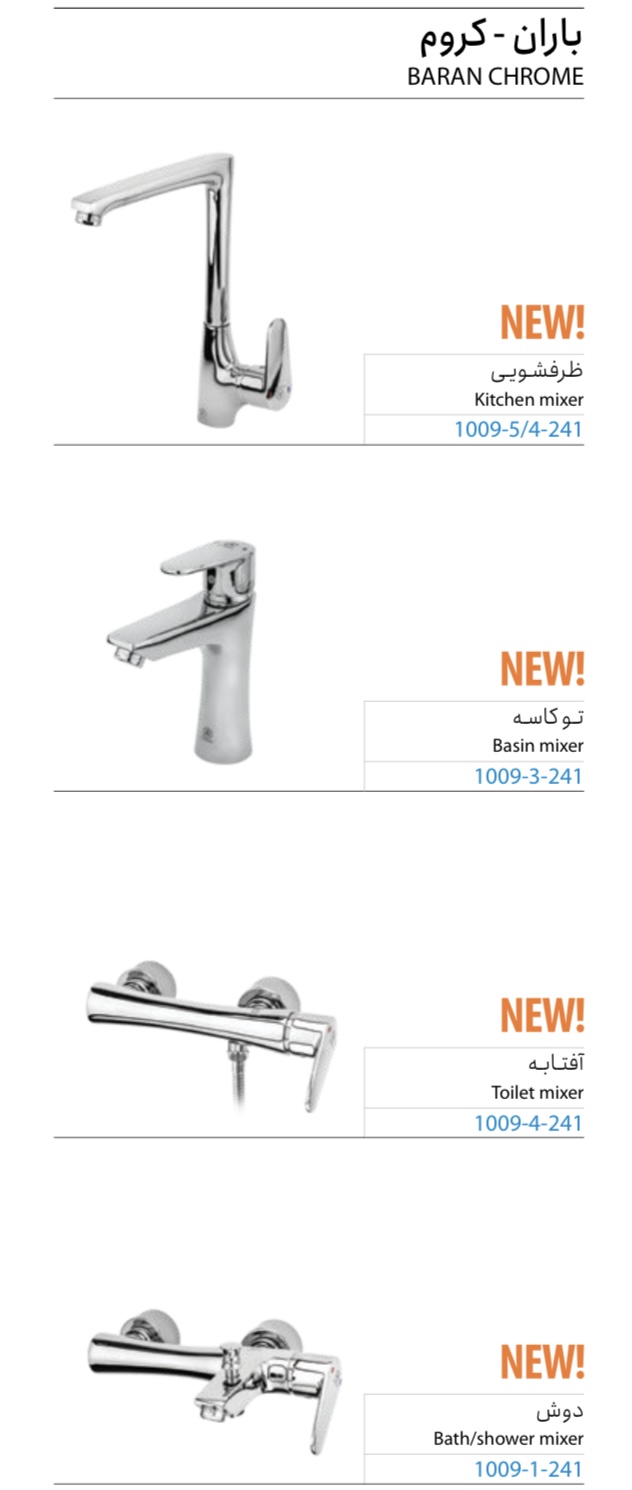 باران - کروم
BARAN CHROME
NEW!
ظرفشویی
Kitchen mixer
1009-5/4-241
NEW!
توکاسه
Basin mixer
1009-3-241
NEW!
آفتابه
Toilet mixer
1009-4-241
NEW!
دوش
Bath/shower mixer
1009-1-241